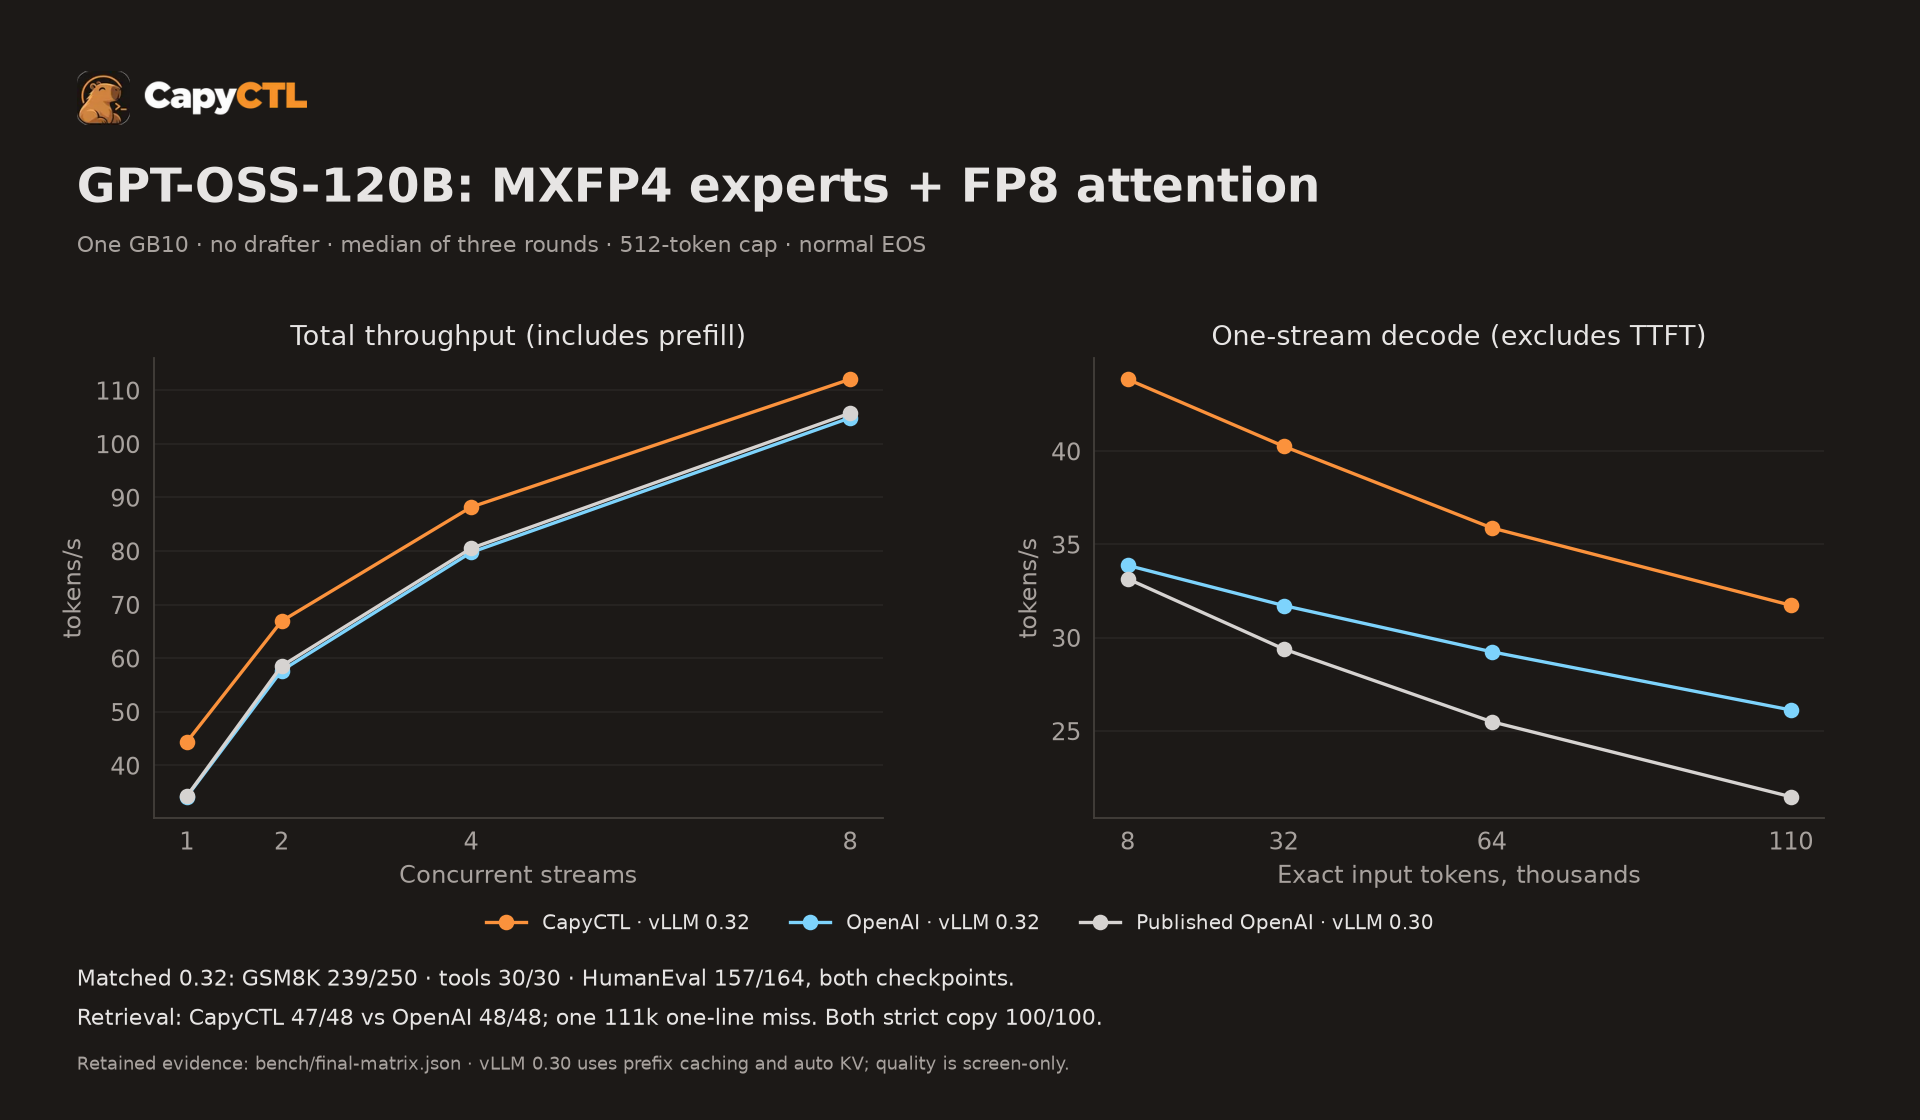 CapyCTL
GPT-OSS-120B: MXFP4 experts + FP8 attention
One GB10 · no drafter · median of three rounds · 512-token cap · normal EOS
Total throughput (includes prefill)
110
100
90
80
70
60
50
40
tokens/s
1 2 4 8
Concurrent streams
One-stream decode (excludes TTFT)
40
35
30
25
tokens/s
8 32 64 110
Exact input tokens, thousands
CapyCTL · vLLM 0.32 OpenAI · vLLM 0.32 Published OpenAI · vLLM 0.30
Matched 0.32: GSM8K 239/250 · tools 30/30 · HumanEval 157/164, both checkpoints.
Retrieval: CapyCTL 47/48 vs OpenAI 48/48; one 111k one-line miss. Both strict copy 100/100.
Retained evidence: bench/final-matrix.json · vLLM 0.30 uses prefix caching and auto KV; quality is screen-only.